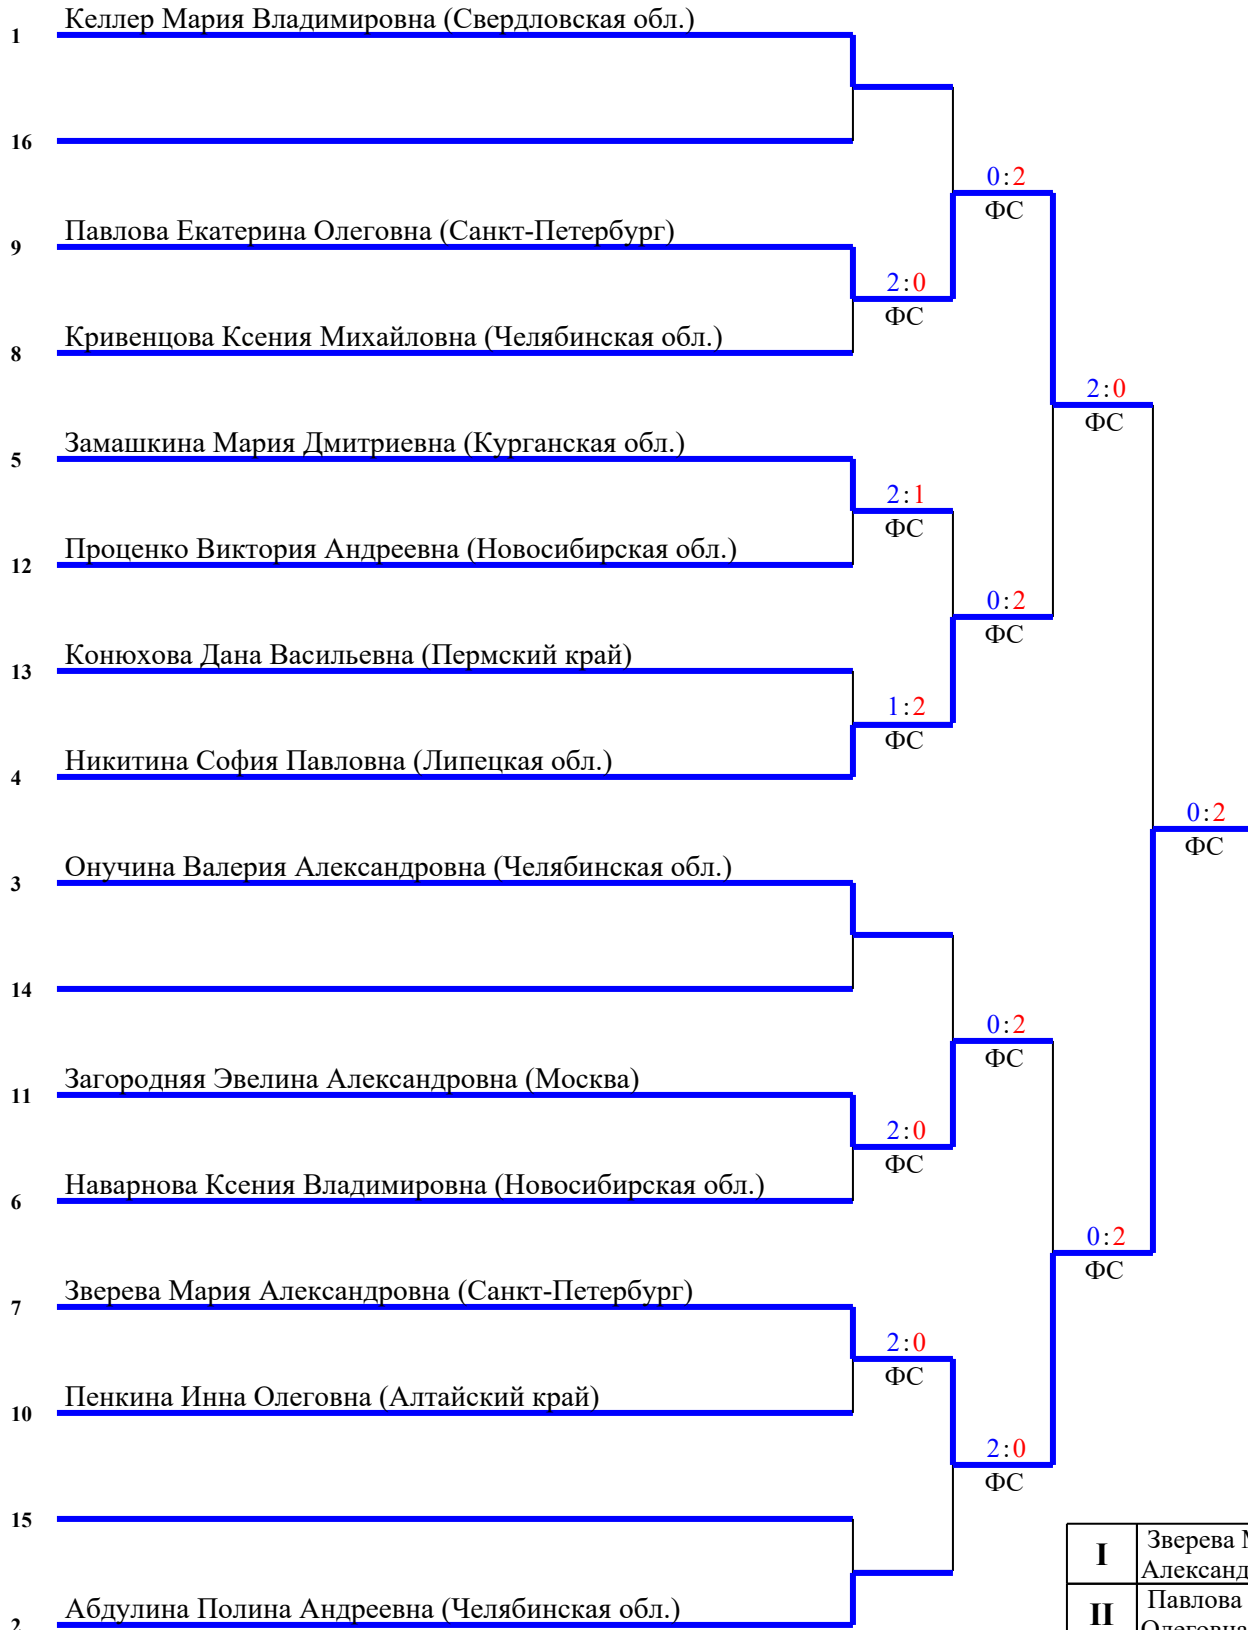 Келлер Мария Владимировна (Свердловская обл.)
1
16
0:2
ФС
Павлова Екатерина Олеговна (Санкт-Петербург)
9
2:0
ФС
Кривенцова Ксения Михайловна (Челябинская обл.)
8
2:0
ФС
Замашкина Мария Дмитриевна (Курганская обл.)
5
2:1
ФС
Проценко Виктория Андреевна (Новосибирская обл.)
12
0:2
ФС
Конюхова Дана Васильевна (Пермский край)
13
1:2
ФС
Никитина София Павловна (Липецкая обл.)
4
0:2
ФС
Онучина Валерия Александровна (Челябинская обл.)
3
14
0:2
ФС
Загородняя Эвелина Александровна (Москва)
11
2:0
ФС
Наварнова Ксения Владимировна (Новосибирская обл.)
6
0:2
ФС
Зверева Мария Александровна (Санкт-Петербург)
7
2:0
ФС
Пенкина Инна Олеговна (Алтайский край)
10
2:0
ФС
15
I Зверева
Александ
Абдулина Полина Андреевна (Челябинская обл.)
2
II Павлова
Олеговна